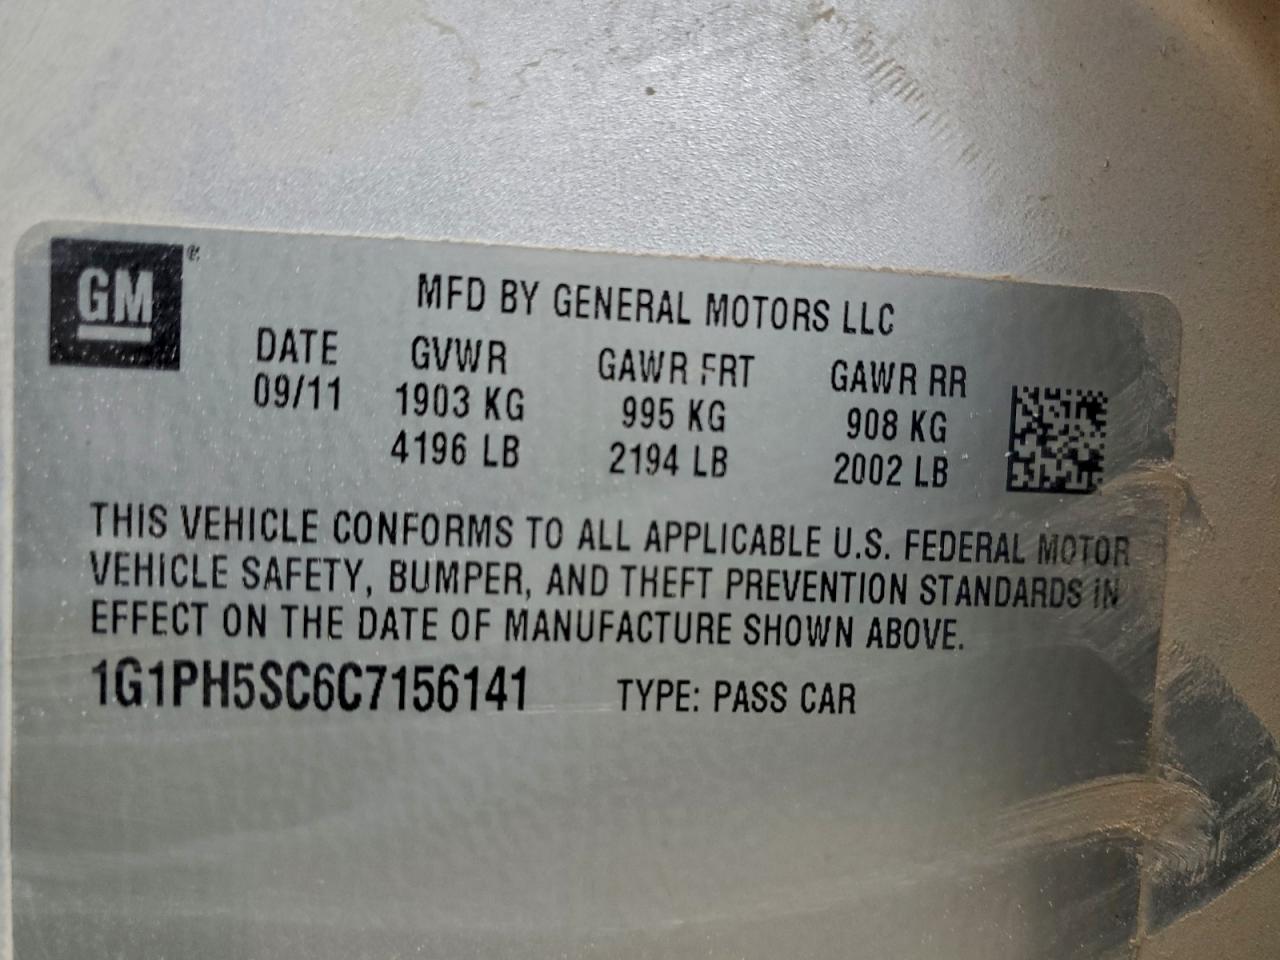 GM®
MFD BY GENERAL MOTORS LLC
DATE GVWR GAWR FRT GAWR RR
09/11 1903 KG 995 KG 908 KG
4196 LB 2194 LB 2002 LB
THIS VEHICLE CONFORMS TO ALL APPLICABLE U.S. FEDERAL MOTOR
VEHICLE SAFETY, BUMPER, AND THEFT PREVENTION STANDARDS IN
EFFECT ON THE DATE OF MANUFACTURE SHOWN ABOVE.
1G1PH5SC6C7156141 TYPE: PASS CAR